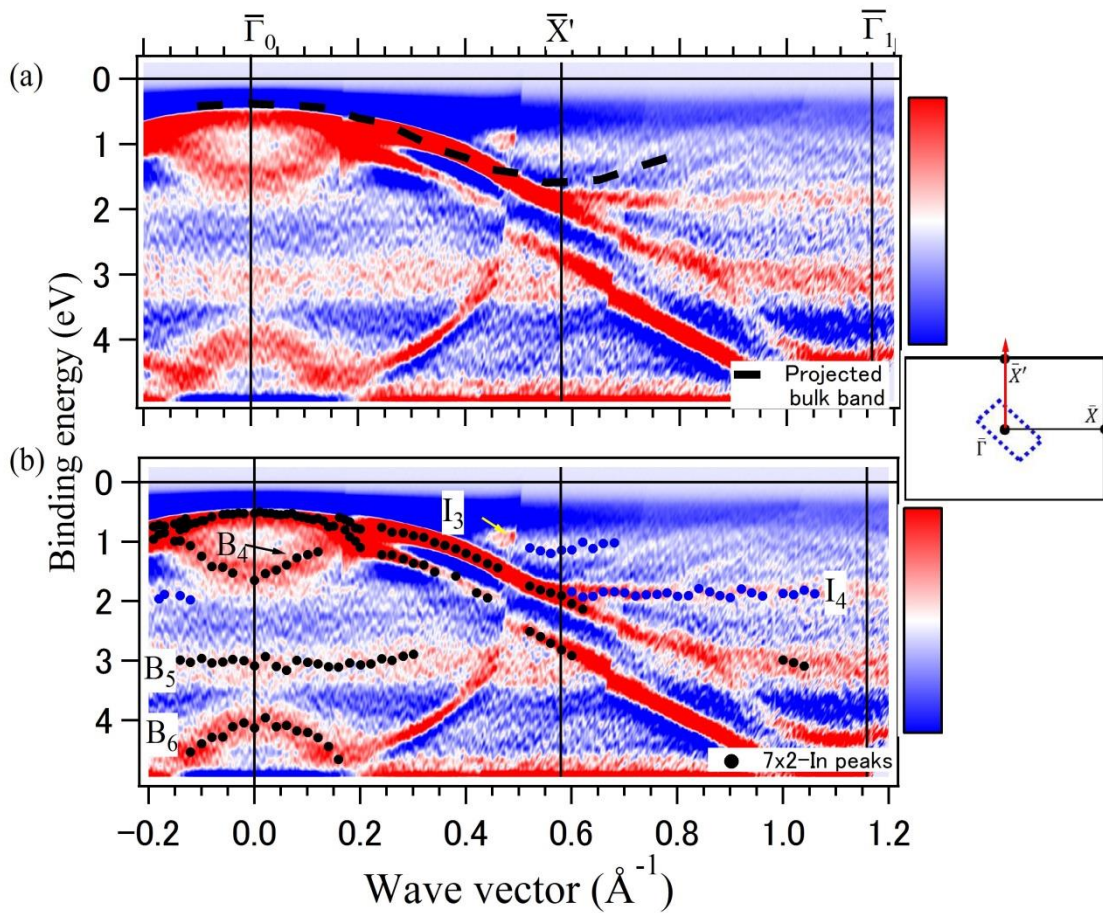 Γ̅₀ X̅' Γ̅₁
(a)
0
1
2
3
4
Projected
bulk band
X̅'
X̅
Γ̅
Binding energy (eV)
(b)
0
1
2
3
4
I₃
B₄
I₄
B₅
B₆
7x2-In peaks
−0.2 0.0 0.2 0.4 0.6 0.8 1.0 1.2
Wave vector (Å⁻¹)